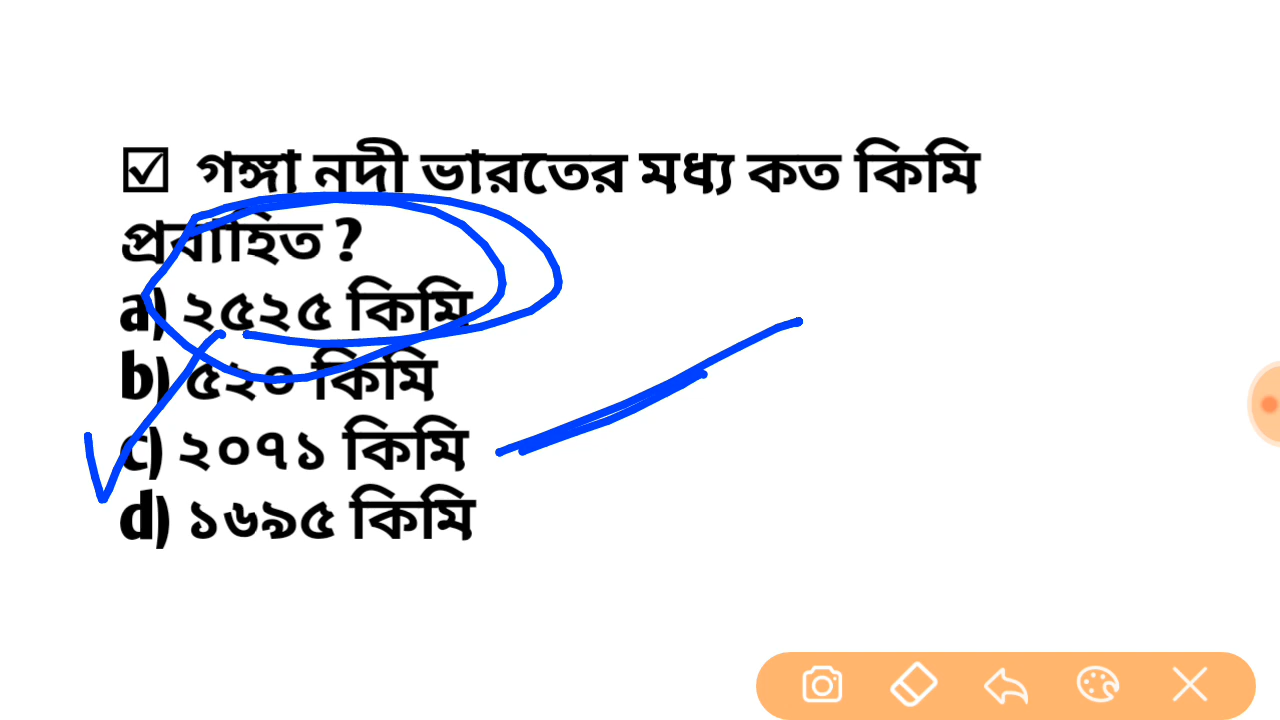 ☑ গঙ্গা নদী ভারতের মধ্য কত কিমি
প্রবাহিত ?
a) ২৫২৫ কিমি
b) ৫২০ কিমি
c) ২০৭১ কিমি
d) ১৬৯৫ কিমি